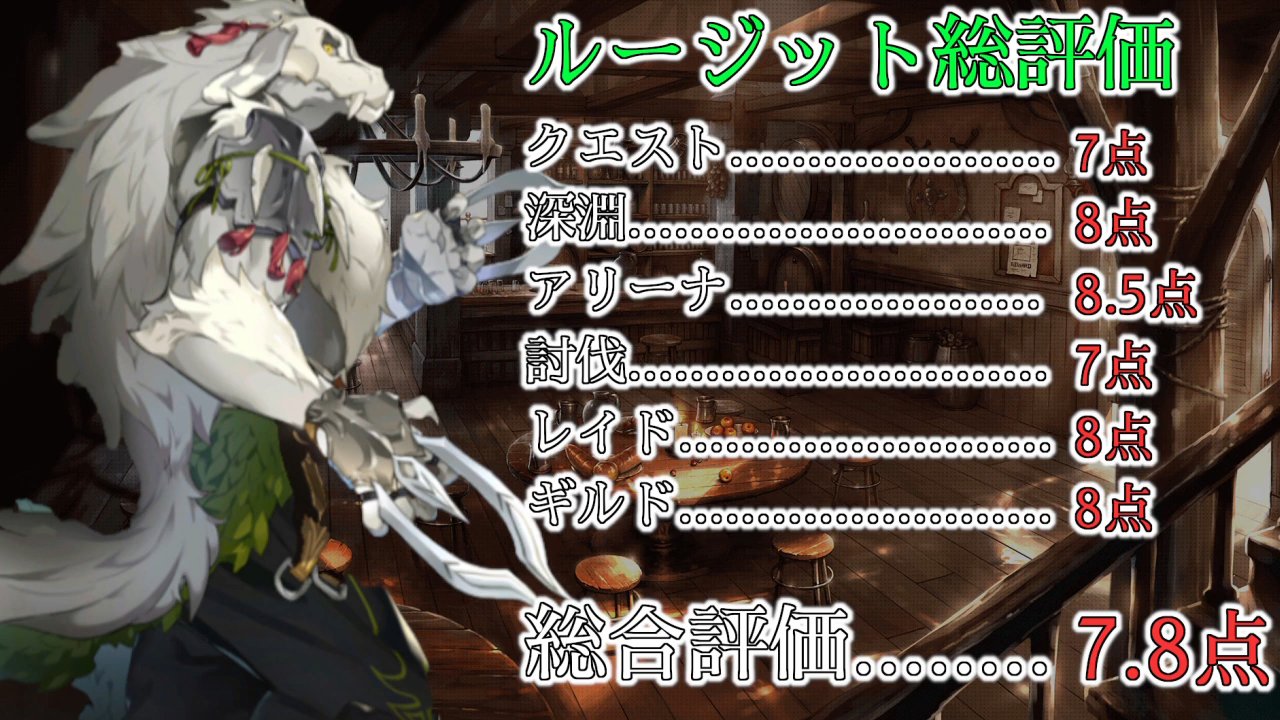 ルージット総評価
クエスト..................... 7点
深淵........................... 8点
アリーナ.................... 8.5点
討伐........................... 7点
レイド........................ 8点
ギルド........................ 8点
総合評価........ 7.8点